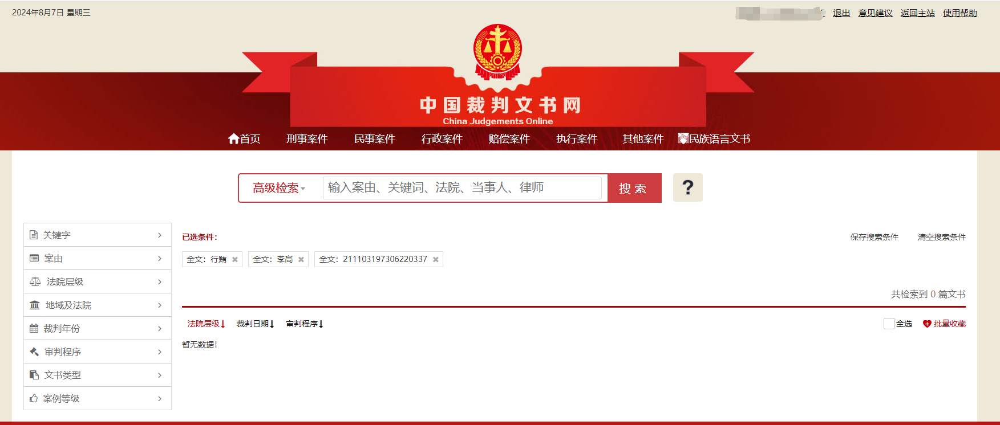 2024年8月7日 星期三
退出 意见建议 返回主站 使用帮助
中国裁判文书网
China Judgements Online
首页 刑事案件 民事案件 行政案件 赔偿案件 执行案件 其他案件 民族语言文书
高级检索 输入案由、关键词、法院、当事人、律师 搜索 ?
关键字
案由
法院层级
地域及法院
裁判年份
审判程序
文书类型
案例等级
已选条件： 保存搜索条件 清空搜索条件
全文：行贿 全文：李高 全文：211103197306220337
共检索到 0 篇文书
法院层级 裁判日期 审判程序 全选 批量收藏
暂无数据！